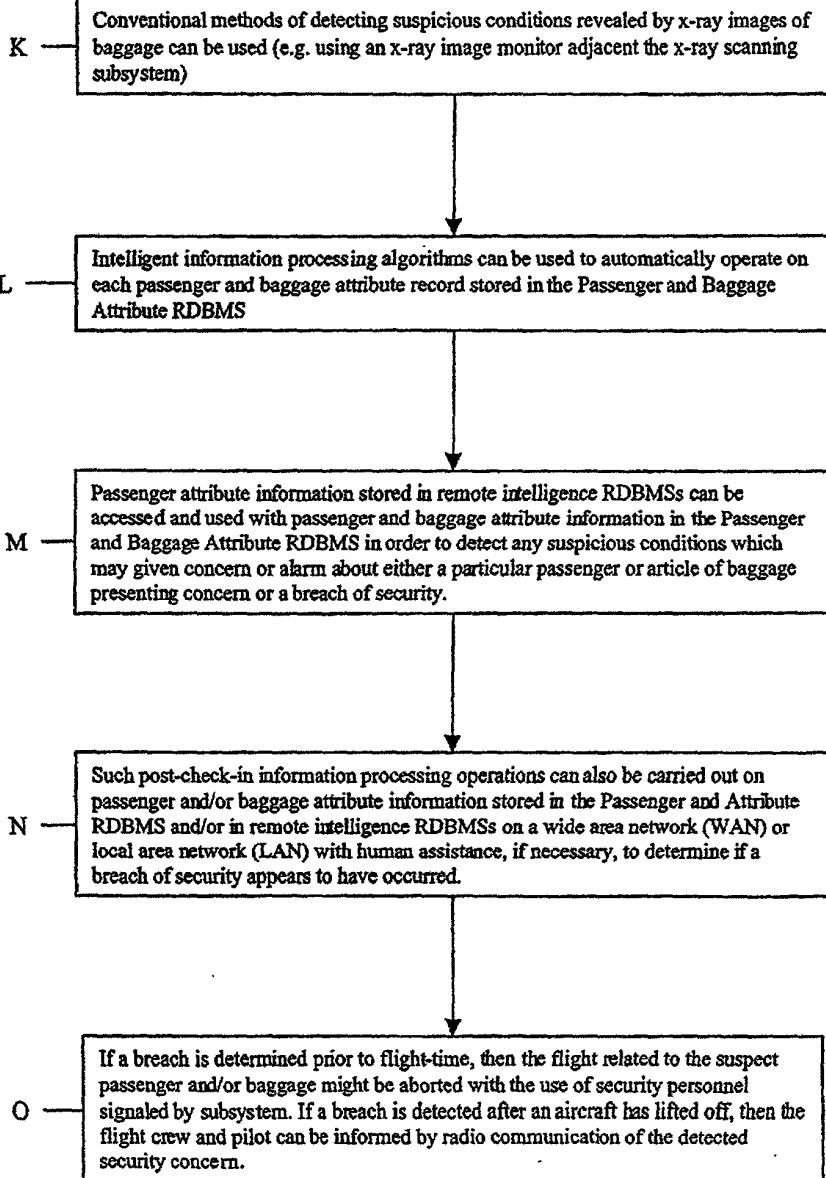 Conventional methods of detecting suspicious conditions revealed by x-ray images of
baggage can be used (e.g. using an x-ray image monitor adjacent the x-ray scanning
subsystem)
K
Intelligent information processing algorithms can be used to automatically operate on
each passenger and baggage attribute record stored in the Passenger and Baggage
Attribute RDBMS
L
Passenger attribute information stored in remote intelligence RDBMSs can be
accessed and used with passenger and baggage attribute information in the Passenger
and Baggage Attribute RDBMS in order to detect any suspicious conditions which
may given concern or alarm about either a particular passenger or article of baggage
presenting concern or a breach of security.
M
Such post-check-in information processing operations can also be carried out on
passenger and/or baggage attribute information stored in the Passenger and Attribute
RDBMS and/or in remote intelligence RDBMSs on a wide area network (WAN) or
local area network (LAN) with human assistance, if necessary, to determine if a
breach of security appears to have occurred.
N
If a breach is determined prior to flight-time, then the flight related to the suspect
passenger and/or baggage might be aborted with the use of security personnel
signaled by subsystem. If a breach is detected after an aircraft has lifted off, then the
flight crew and pilot can be informed by radio communication of the detected
security concern.
O